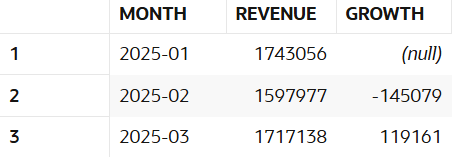 MONTH REVENUE GROWTH
1 2025-01 1743056 (null)
2 2025-02 1597977 -145079
3 2025-03 1717138 119161